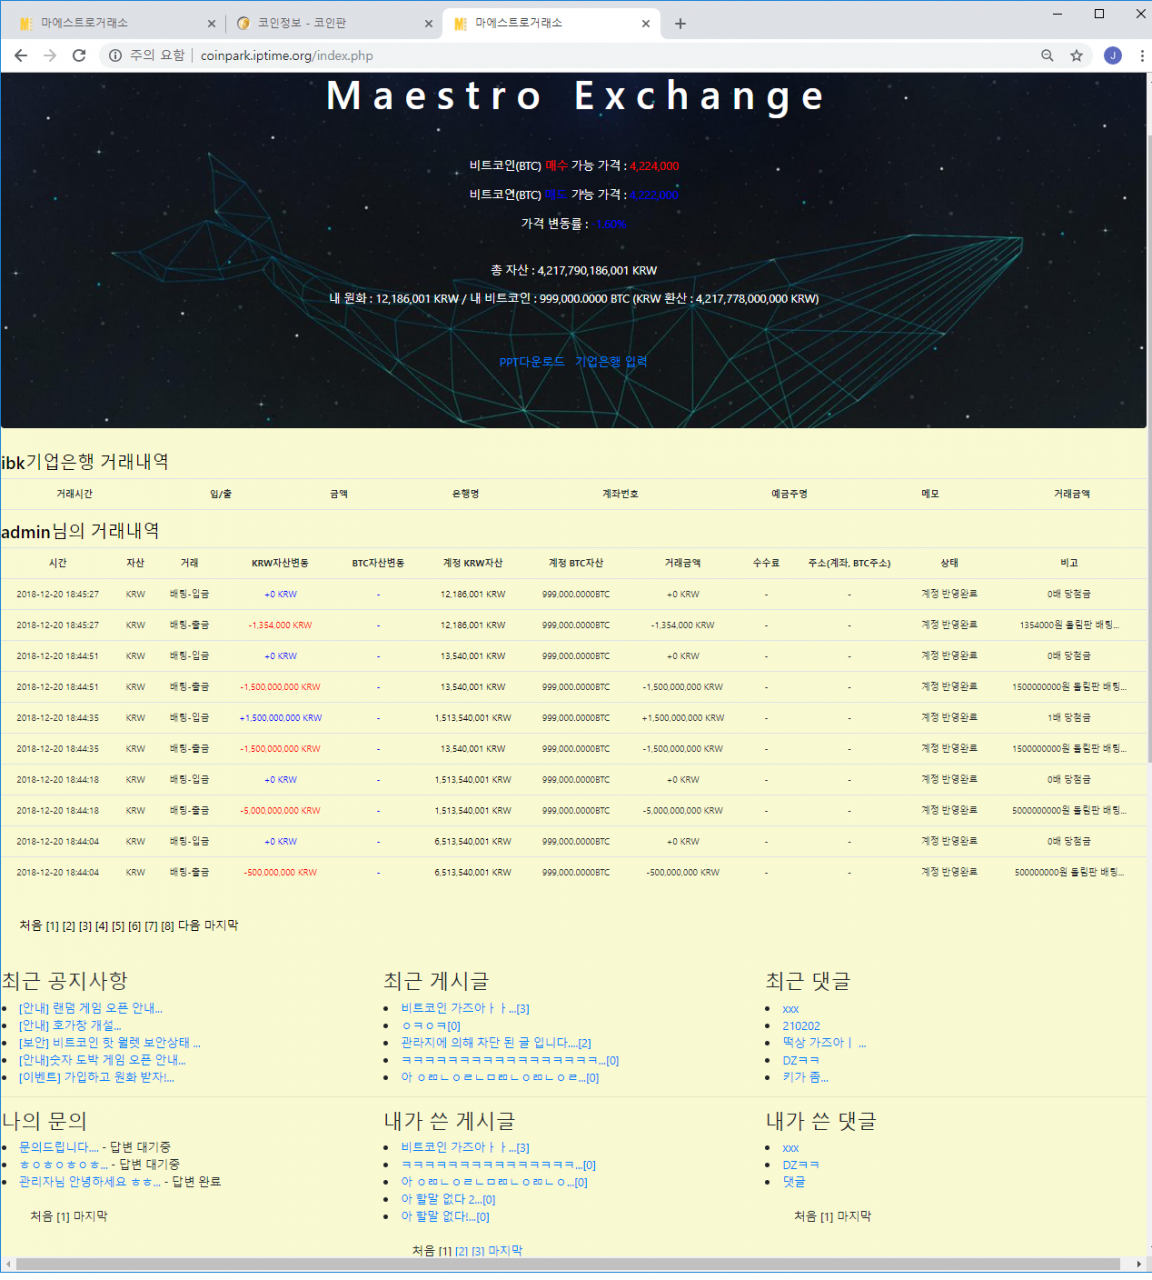 마에스트로거래소
코인정보 - 코인판
마에스트로거래소
주의 요함 | coinpark.iptime.org/index.php
J
Maestro Exchange
비트코인(BTC) 매수 가능 가격 : 4,224,000
비트코인(BTC) 매도 가능 가격 : 4,222,000
가격 변동률 : -1.60%
총 자산 : 4,217,790,186,001 KRW
내 원화 : 12,186,001 KRW / 내 비트코인 : 999,000.0000 BTC (KRW 환산 : 4,217,778,000,000 KRW)
PPT다운로드 기업은행 입력
ibk기업은행 거래내역
거래시간 입/출 금액 은행명 계좌번호 예금주명 메모 거래금액
admin님의 거래내역
시간 자산 거래 KRW자산변동 BTC자산변동 계정 KRW자산 계정 BTC자산 거래금액 수수료 주소(계좌, BTC주소) 상태 비고
2018-12-20 18:45:27 KRW 배팅-입금 +0 KRW - 12,186,001 KRW 999,000.0000BTC +0 KRW - - 계정 반영완료 0배 당첨금
2018-12-20 18:45:27 KRW 배팅-출금 -1,354,000 KRW - 12,186,001 KRW 999,000.0000BTC -1,354,000 KRW - - 계정 반영완료 1354000원 돌림판 배팅...
2018-12-20 18:44:51 KRW 배팅-입금 +0 KRW - 13,540,001 KRW 999,000.0000BTC +0 KRW - - 계정 반영완료 0배 당첨금
2018-12-20 18:44:51 KRW 배팅-출금 -1,500,000,000 KRW - 13,540,001 KRW 999,000.0000BTC -1,500,000,000 KRW - - 계정 반영완료 1500000000원 돌림판 배팅...
2018-12-20 18:44:35 KRW 배팅-입금 +1,500,000,000 KRW - 1,513,540,001 KRW 999,000.0000BTC +1,500,000,000 KRW - - 계정 반영완료 1배 당첨금
2018-12-20 18:44:35 KRW 배팅-출금 -1,500,000,000 KRW - 13,540,001 KRW 999,000.0000BTC -1,500,000,000 KRW - - 계정 반영완료 1500000000원 돌림판 배팅...
2018-12-20 18:44:18 KRW 배팅-입금 +0 KRW - 1,513,540,001 KRW 999,000.0000BTC +0 KRW - - 계정 반영완료 0배 당첨금
2018-12-20 18:44:18 KRW 배팅-출금 -5,000,000,000 KRW - 1,513,540,001 KRW 999,000.0000BTC -5,000,000,000 KRW - - 계정 반영완료 5000000000원 돌림판 배팅...
2018-12-20 18:44:04 KRW 배팅-입금 +0 KRW - 6,513,540,001 KRW 999,000.0000BTC +0 KRW - - 계정 반영완료 0배 당첨금
2018-12-20 18:44:04 KRW 배팅-출금 -500,000,000 KRW - 6,513,540,001 KRW 999,000.0000BTC -500,000,000 KRW - - 계정 반영완료 500000000원 돌림판 배팅...
처음 [1] [2] [3] [4] [5] [6] [7] [8] 다음 마지막
최근 공지사항
[안내] 랜덤 게임 오픈 안내...
[안내] 호가창 개설...
[보안] 비트코인 핫 월렛 보안상태 ...
[안내]숫자 도박 게임 오픈 안내...
[이벤트] 가입하고 원화 받자!...
최근 게시글
비트코인 가즈아ㅏㅏ...[3]
ㅇㅋㅇㅋ[0]
관라지에 의해 자단 된 글 입니다....[2]
ㅋㅋㅋㅋㅋㅋㅋㅋㅋㅋㅋㅋㅋㅋㅋㅋㅋ...[0]
아 ㅇㄻㄴㅇㄹㄴㅁㄻㄴㅇㄻㄴㅇㄹ...[0]
최근 댓글
xxx
210202
떡상 가즈아ㅣ ...
DZㅋㅋ
키가 좀...
나의 문의
문의드립니다.... - 답변 대기중
ㅎㅇㅎㅇㅎㅇㅎ... - 답변 대기중
관리자님 안녕하세요 ㅎㅎ... - 답변 완료
처음 [1] 마지막
내가 쓴 게시글
비트코인 가즈아ㅏㅏ...[3]
ㅋㅋㅋㅋㅋㅋㅋㅋㅋㅋㅋㅋㅋㅋㅋ...[0]
아 ㅇㄻㄴㅇㄹㄴㅁㄻㄴㅇㄻㄴㅇ...[0]
아 할말 없다 2...[0]
아 할말 없다!...[0]
처음 [1] [2] [3] 마지막
내가 쓴 댓글
xxx
DZㅋㅋ
댓글
처음 [1] 마지막